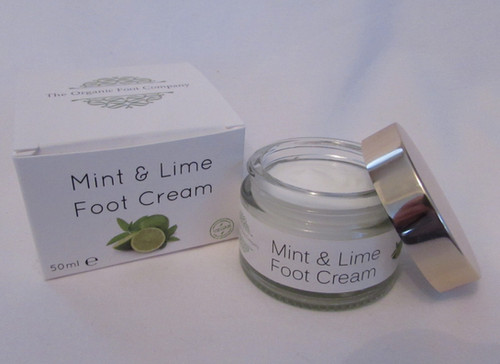 The Organic Foot Company
Mint & Lime
Foot Cream
50ml e
Mint & Lime
Foot Cream